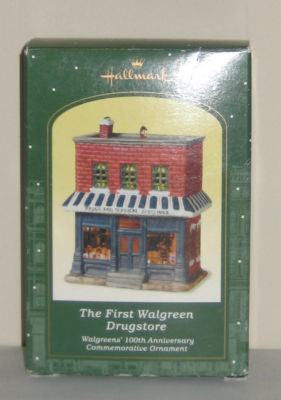 Hallmark
The First Walgreen
Drugstore
Walgreens' 100th Anniversary
Commemorative Ornament